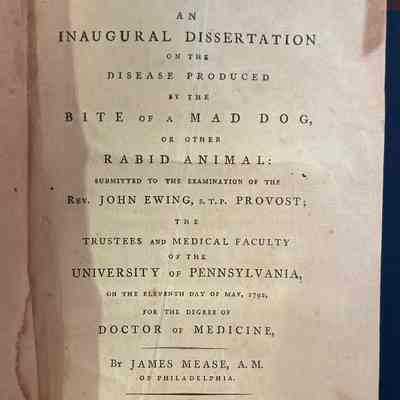 AN
INAUGURAL DISSERTATION
ON THE
DISEASE PRODUCED
BY THE
BITE OF A MAD DOG,
OR OTHER
RABID ANIMAL:
SUBMITTED TO THE EXAMINATION OF THE
REV. JOHN EWING, S.T.P. PROVOST;
THE
TRUSTEES AND MEDICAL FACULTY
OF THE
UNIVERSITY OF PENNSYLVANIA,
ON THE ELEVENTH DAY OF MAY, 1792,
FOR THE DEGREE OF
DOCTOR OF MEDICINE,
BY JAMES MEASE, A.M.
OF PHILADELPHIA.